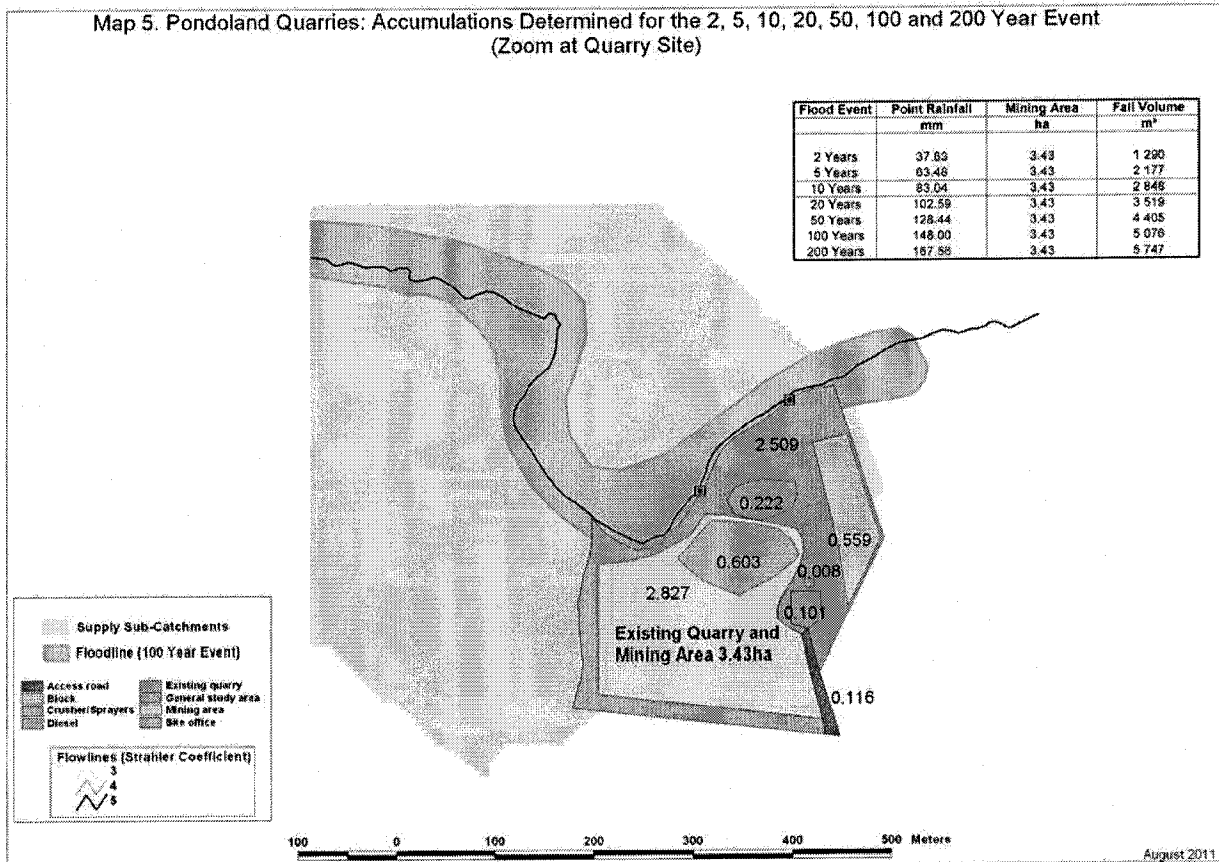 Map 5. Pondoland Quarries: Accumulations Determined for the 2, 5, 10, 20, 50, 100 and 200 Year Event
(Zoom at Quarry Site)
Flood Event Point Rainfall Mining Area Fall Volume
mm ha m³
2 Years 37.63 3.43 1 290
5 Years 63.48 3.43 2 177
10 Years 83.04 3.43 2 848
20 Years 102.59 3.43 3 519
50 Years 128.44 3.43 4 405
100 Years 148.00 3.43 5 076
200 Years 167.56 3.43 5 747
2.509
0.222
0.559
0.603
0.008
2.827
0.101
Existing Quarry and
Mining Area 3.43ha
0.116
Supply Sub-Catchments
Floodline (100 Year Event)
Access road Existing quarry
Block General study area
Crusher/Sprayers Mining area
Diesel Site office
Flowlines (Strahler Coefficient)
3
4
5
100 0 100 200 300 400 500 Meters
August 2011